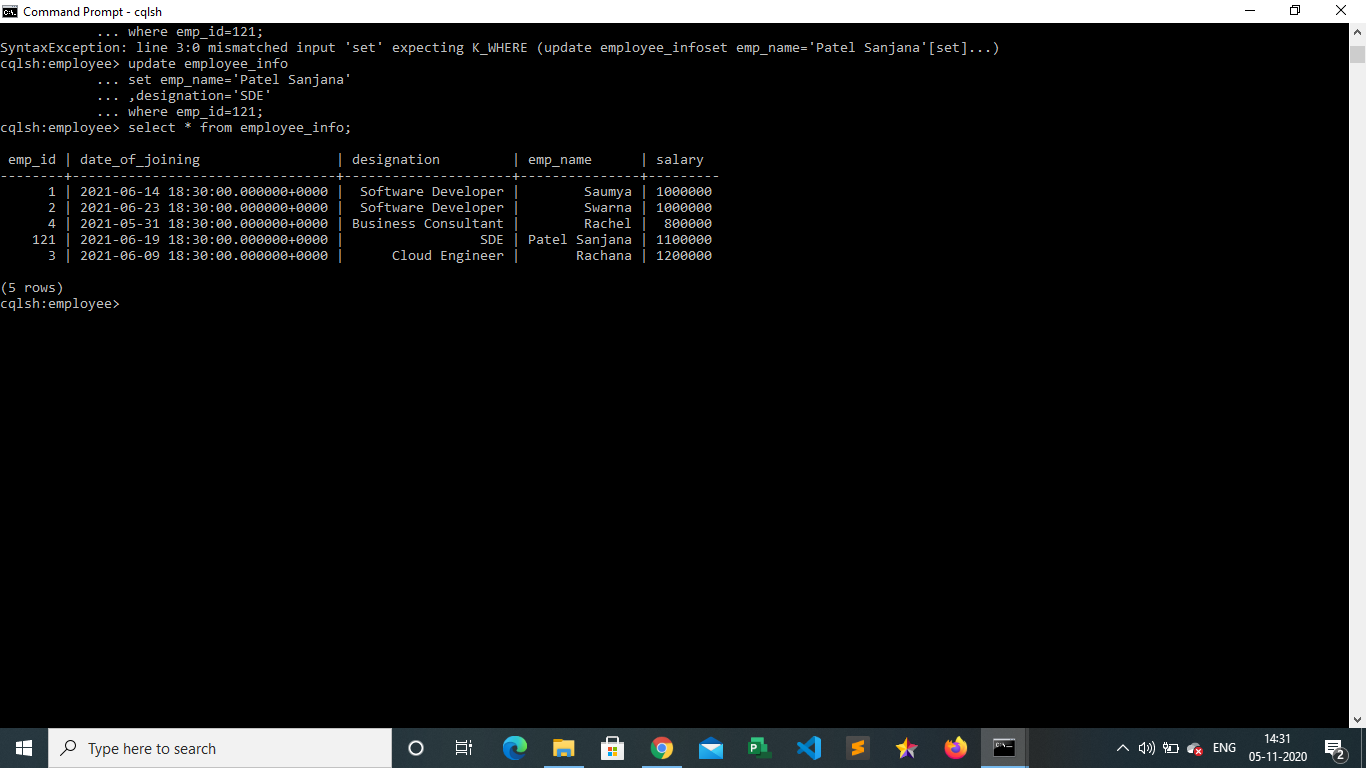 Command Prompt - cqlsh
... where emp_id=121;
SyntaxException: line 3:0 mismatched input 'set' expecting K_WHERE (update employee_infoset emp_name='Patel Sanjana'[set]...)
cqlsh:employee> update employee_info
... set emp_name='Patel Sanjana'
... ,designation='SDE'
... where emp_id=121;
cqlsh:employee> select * from employee_info;
emp_id | date_of_joining | designation | emp_name | salary
--------+---------------------------------+---------------------+---------------+---------
1 | 2021-06-14 18:30:00.000000+0000 | Software Developer | Saumya | 1000000
2 | 2021-06-23 18:30:00.000000+0000 | Software Developer | Swarna | 1000000
4 | 2021-05-31 18:30:00.000000+0000 | Business Consultant | Rachel | 800000
121 | 2021-06-19 18:30:00.000000+0000 | SDE | Patel Sanjana | 1100000
3 | 2021-06-09 18:30:00.000000+0000 | Cloud Engineer | Rachana | 1200000
(5 rows)
cqlsh:employee>
Type here to search
ENG
14:31
05-11-2020
2